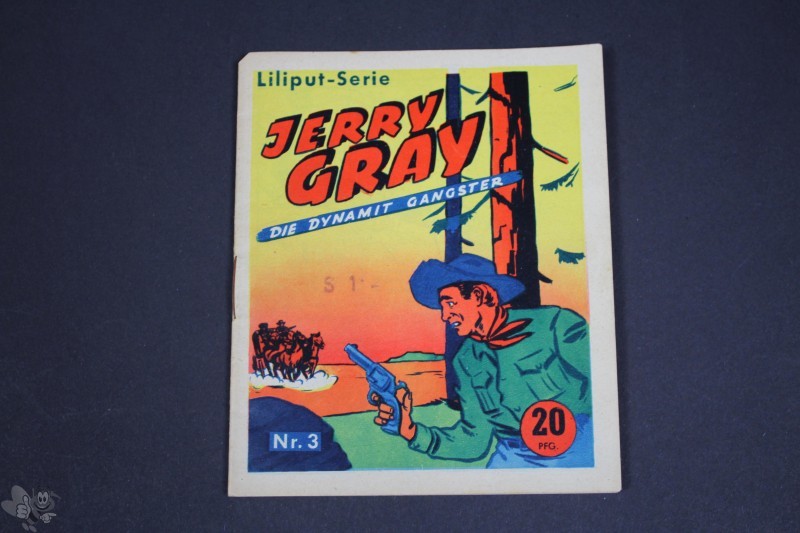 Liliput-Serie
JERRY
GRAY
DIE DYNAMIT GANGSTER
S 1.-
Nr. 3
20
PFG.